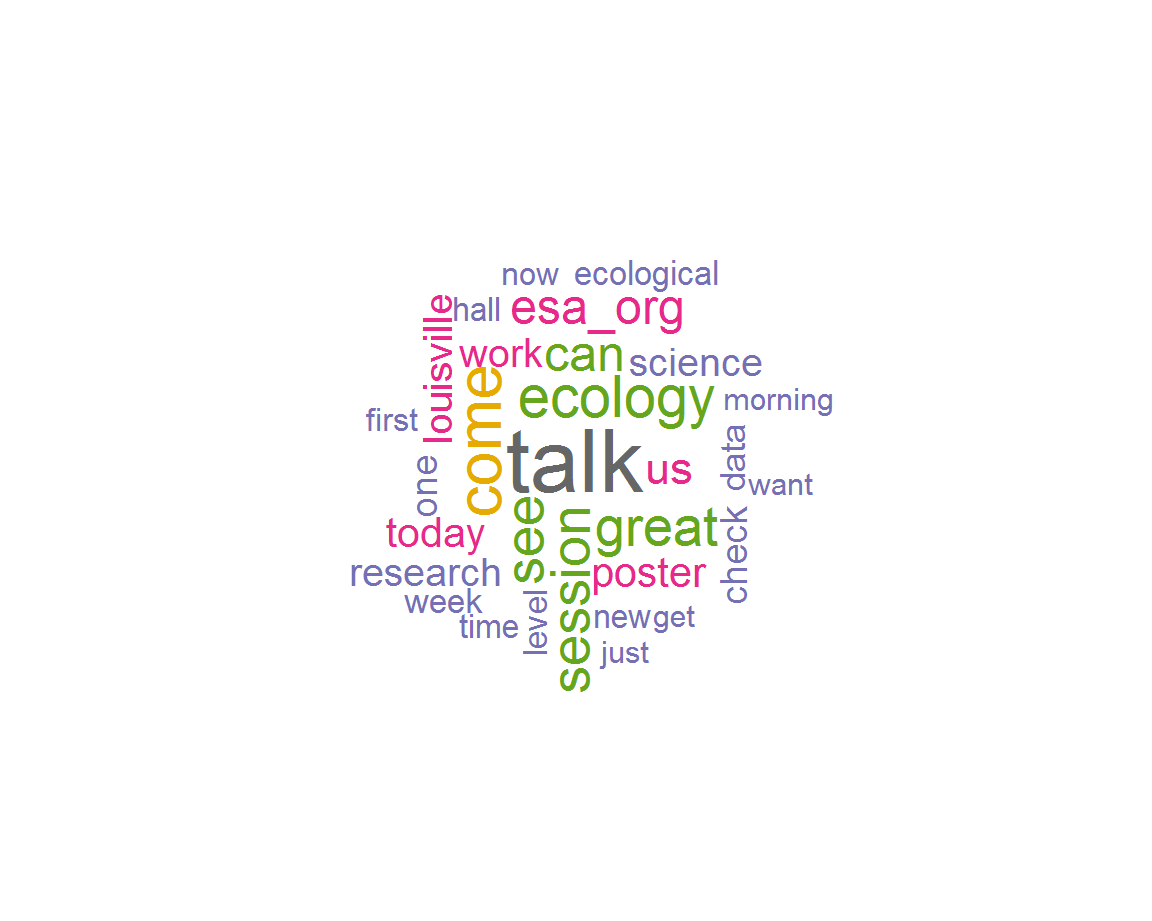 now
ecological
louisville
hall
esa_org
work
can
science
come
ecology
morning
first
talk
us
data
want
one
today
see
session
great
check
research
poster
week
time
level
new
get
just